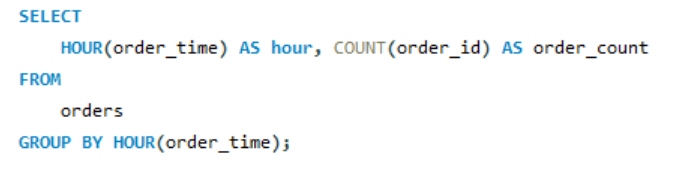 SELECT
HOUR(order_time) AS hour, COUNT(order_id) AS order_count
FROM
orders
GROUP BY HOUR(order_time);